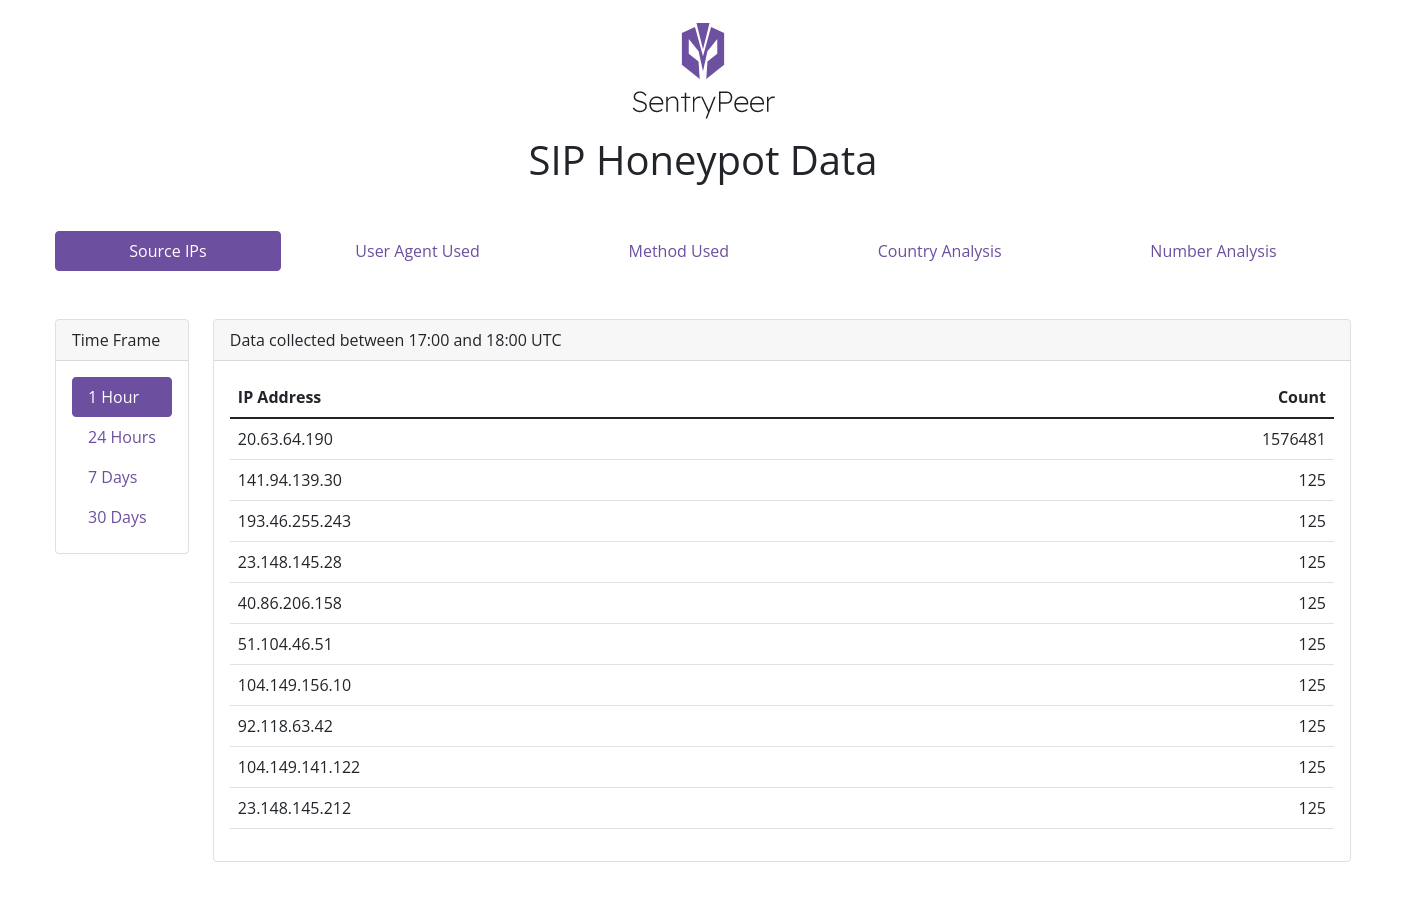 SentryPeer
SIP Honeypot Data
Source IPs User Agent Used Method Used Country Analysis Number Analysis
Time Frame
1 Hour
24 Hours
7 Days
30 Days
Data collected between 17:00 and 18:00 UTC
IP Address Count
20.63.64.190 1576481
141.94.139.30 125
193.46.255.243 125
23.148.145.28 125
40.86.206.158 125
51.104.46.51 125
104.149.156.10 125
92.118.63.42 125
104.149.141.122 125
23.148.145.212 125